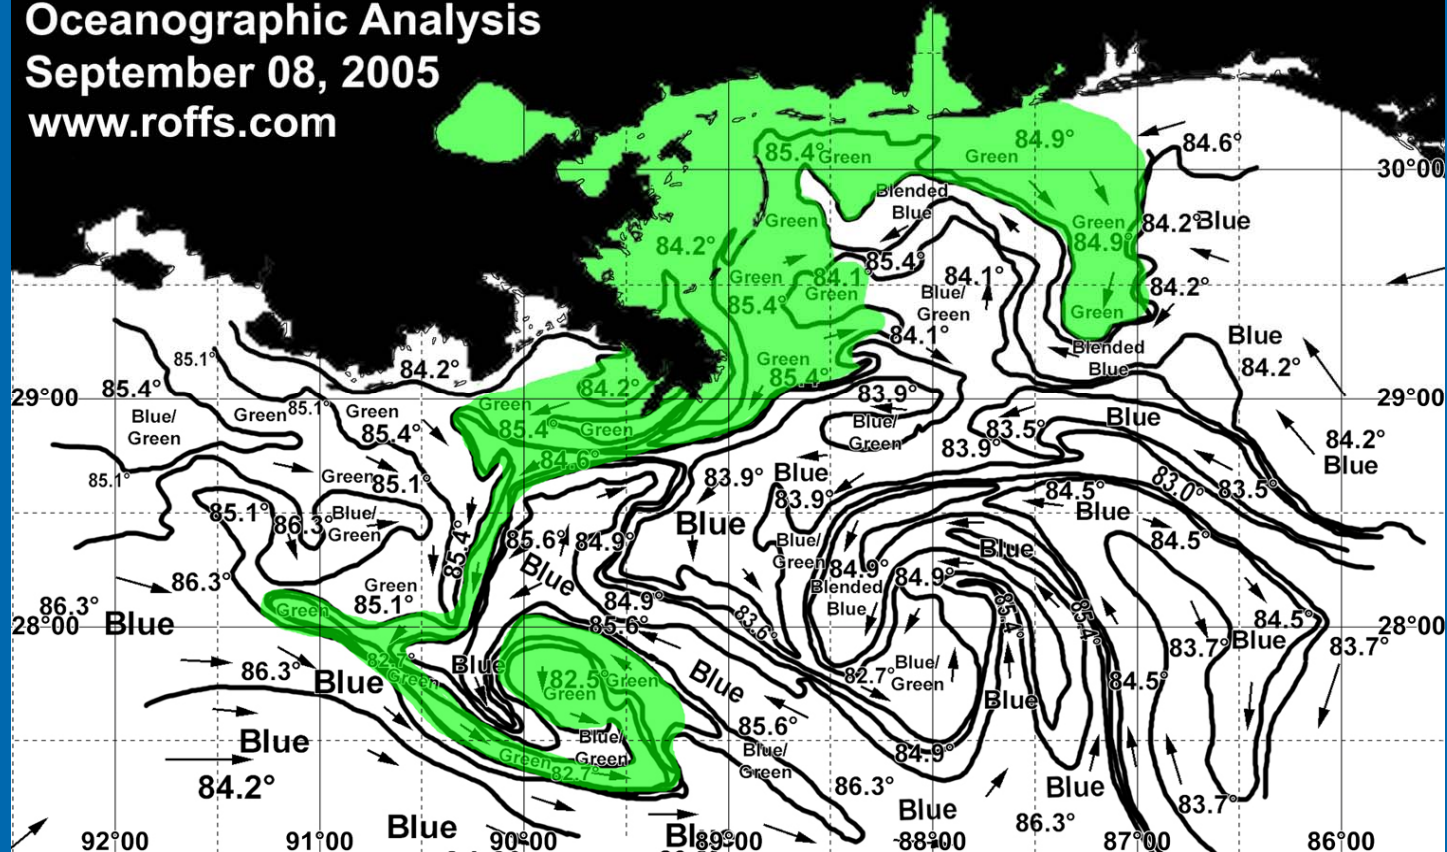 Oceanographic Analysis
September 08, 2005
www.roffs.com
84.9°
84.6°
85.4° Green
Green
30°00
Blended
Blue
Green
Green
84.2° Blue
84.2°
84.9°
85.4°
Green
84.1°
84.1°
84.2°
Green
Blue/
Green
85.4°
Green
84.1°
Blue
Blended
Blue
85.1°
Green
84.2°
84.2°
85.4°
84.2°
85.4°
83.9°
29°00
29°00
Blue/
Green
Green
85.1°
Green
Green
85.4°
85.4°
Green
Blue/
Green
83.5°
Blue
84.2°
Blue
83.9°
84.6°
85.1°
Green
85.1°
83.9°
Blue
83.9°
84.5°
83.0°
83.5°
Blue
85.1°
86.3°
Blue/
Green
85.4°
85.6°
84.9°
Blue
Blue/
Green
Blue
84.5°
86.3°
Green
85.1°
Blue
84.9°
Blended
Blue
84.9°
85.4°
85.4°
86.3°
Blue
Green
84.9°
85.6°
83.6°
84.5°
28°00
28°00
83.7°
Blue
83.7°
82.7°
Green
Blue
86.3°
Blue
82.5°
Green
Green
Blue
82.7°
Blue/
Green
Blue
84.5°
85.6°
Blue/
Green
Blue
Blue/
Green
Green
82.7°
84.9°
84.2°
86.3°
Blue
Blue
86.3°
83.7°
Blue
92°00
91°00
90°00
89°00
88°00
87°00
86°00